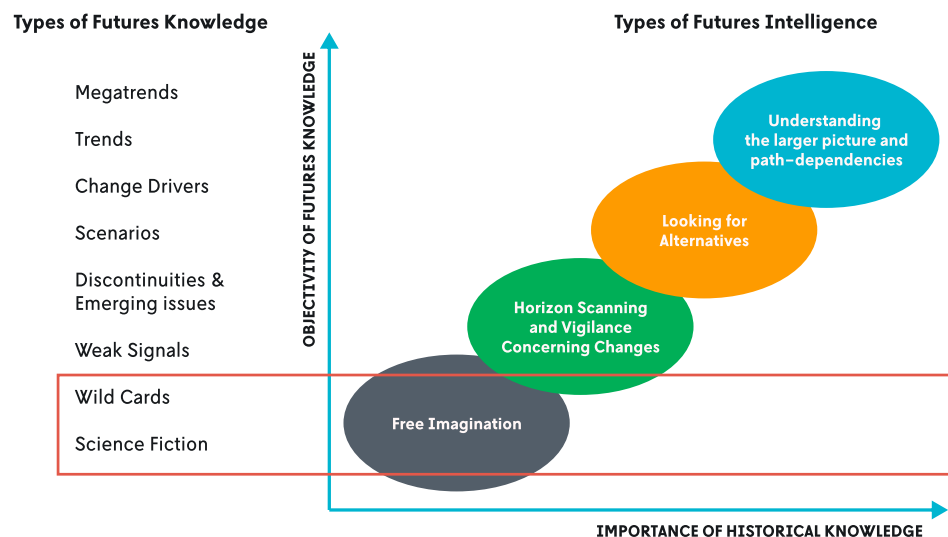 Types of Futures Knowledge
Types of Futures Intelligence
Megatrends
Trends
Change Drivers
Scenarios
Discontinuities &
Emerging issues
Weak Signals
Wild Cards
Science Fiction
OBJECTIVITY OF FUTURES KNOWLEDGE
Understanding
the larger picture and
path-dependencies
Looking for
Alternatives
Horizon Scanning
and Vigilance
Concerning Changes
Free Imagination
IMPORTANCE OF HISTORICAL KNOWLEDGE